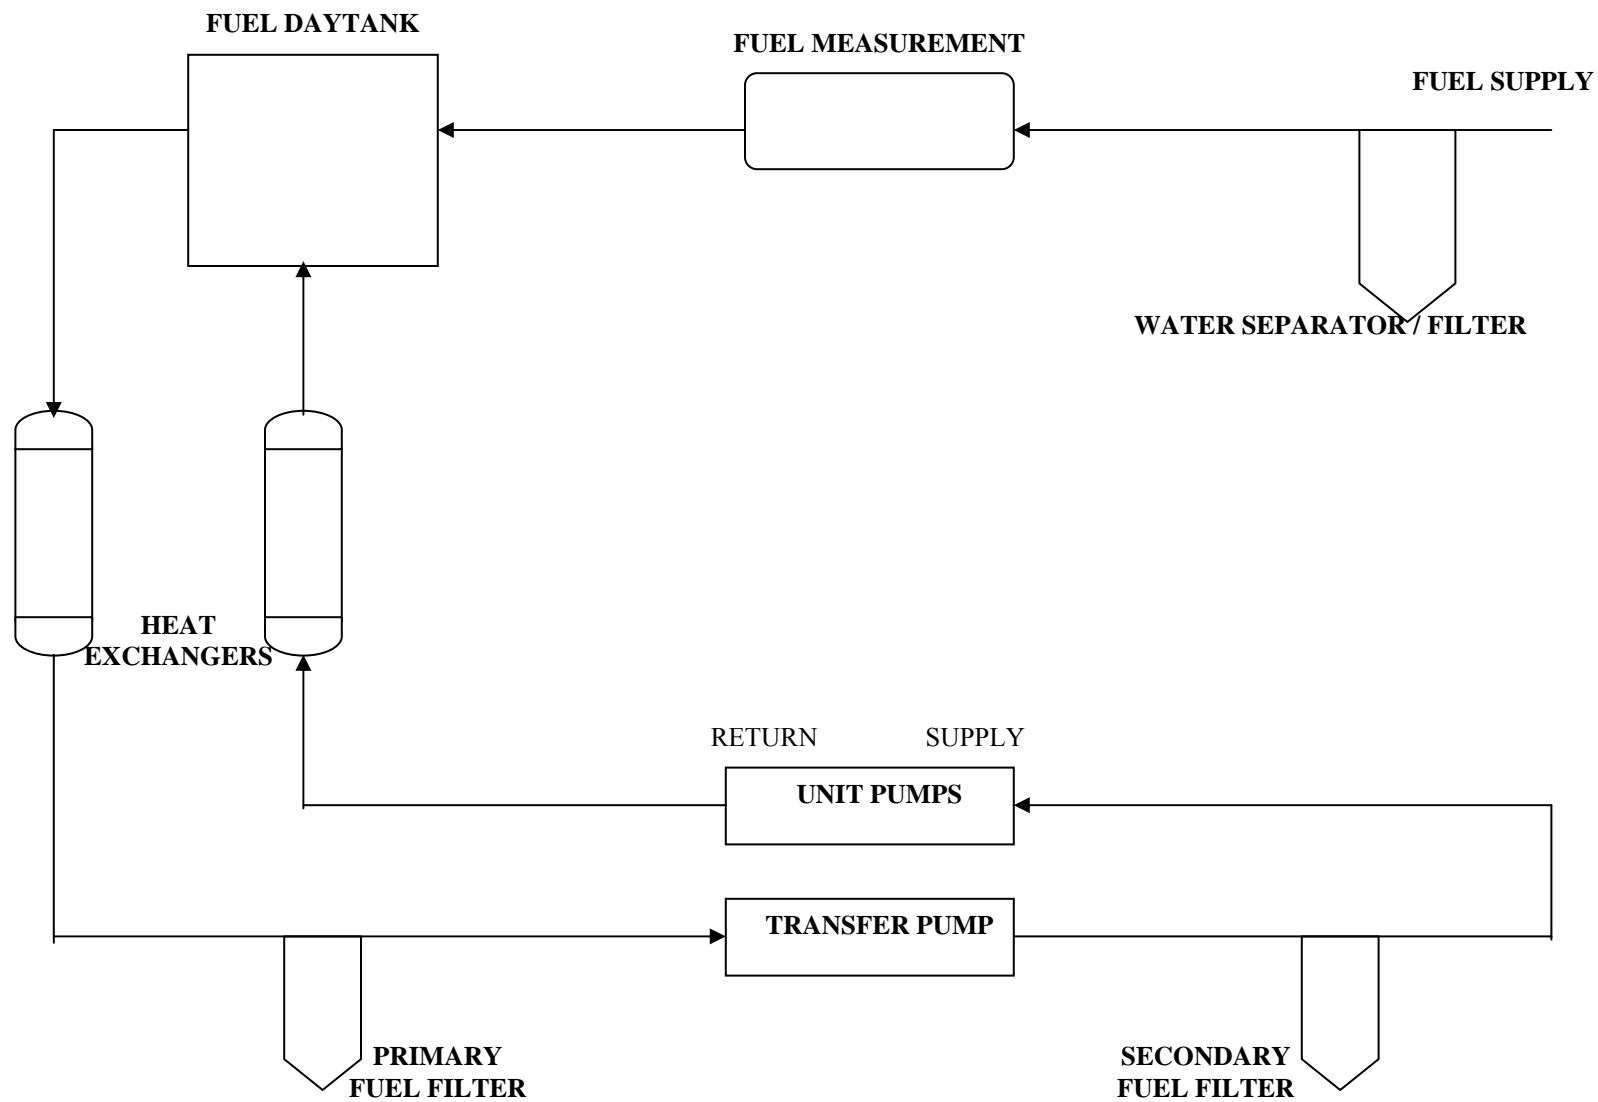 FUEL DAYTANK
FUEL MEASUREMENT
FUEL SUPPLY
WATER SEPARATOR / FILTER
HEAT
EXCHANGERS
RETURN
SUPPLY
UNIT PUMPS
TRANSFER PUMP
PRIMARY
FUEL FILTER
SECONDARY
FUEL FILTER